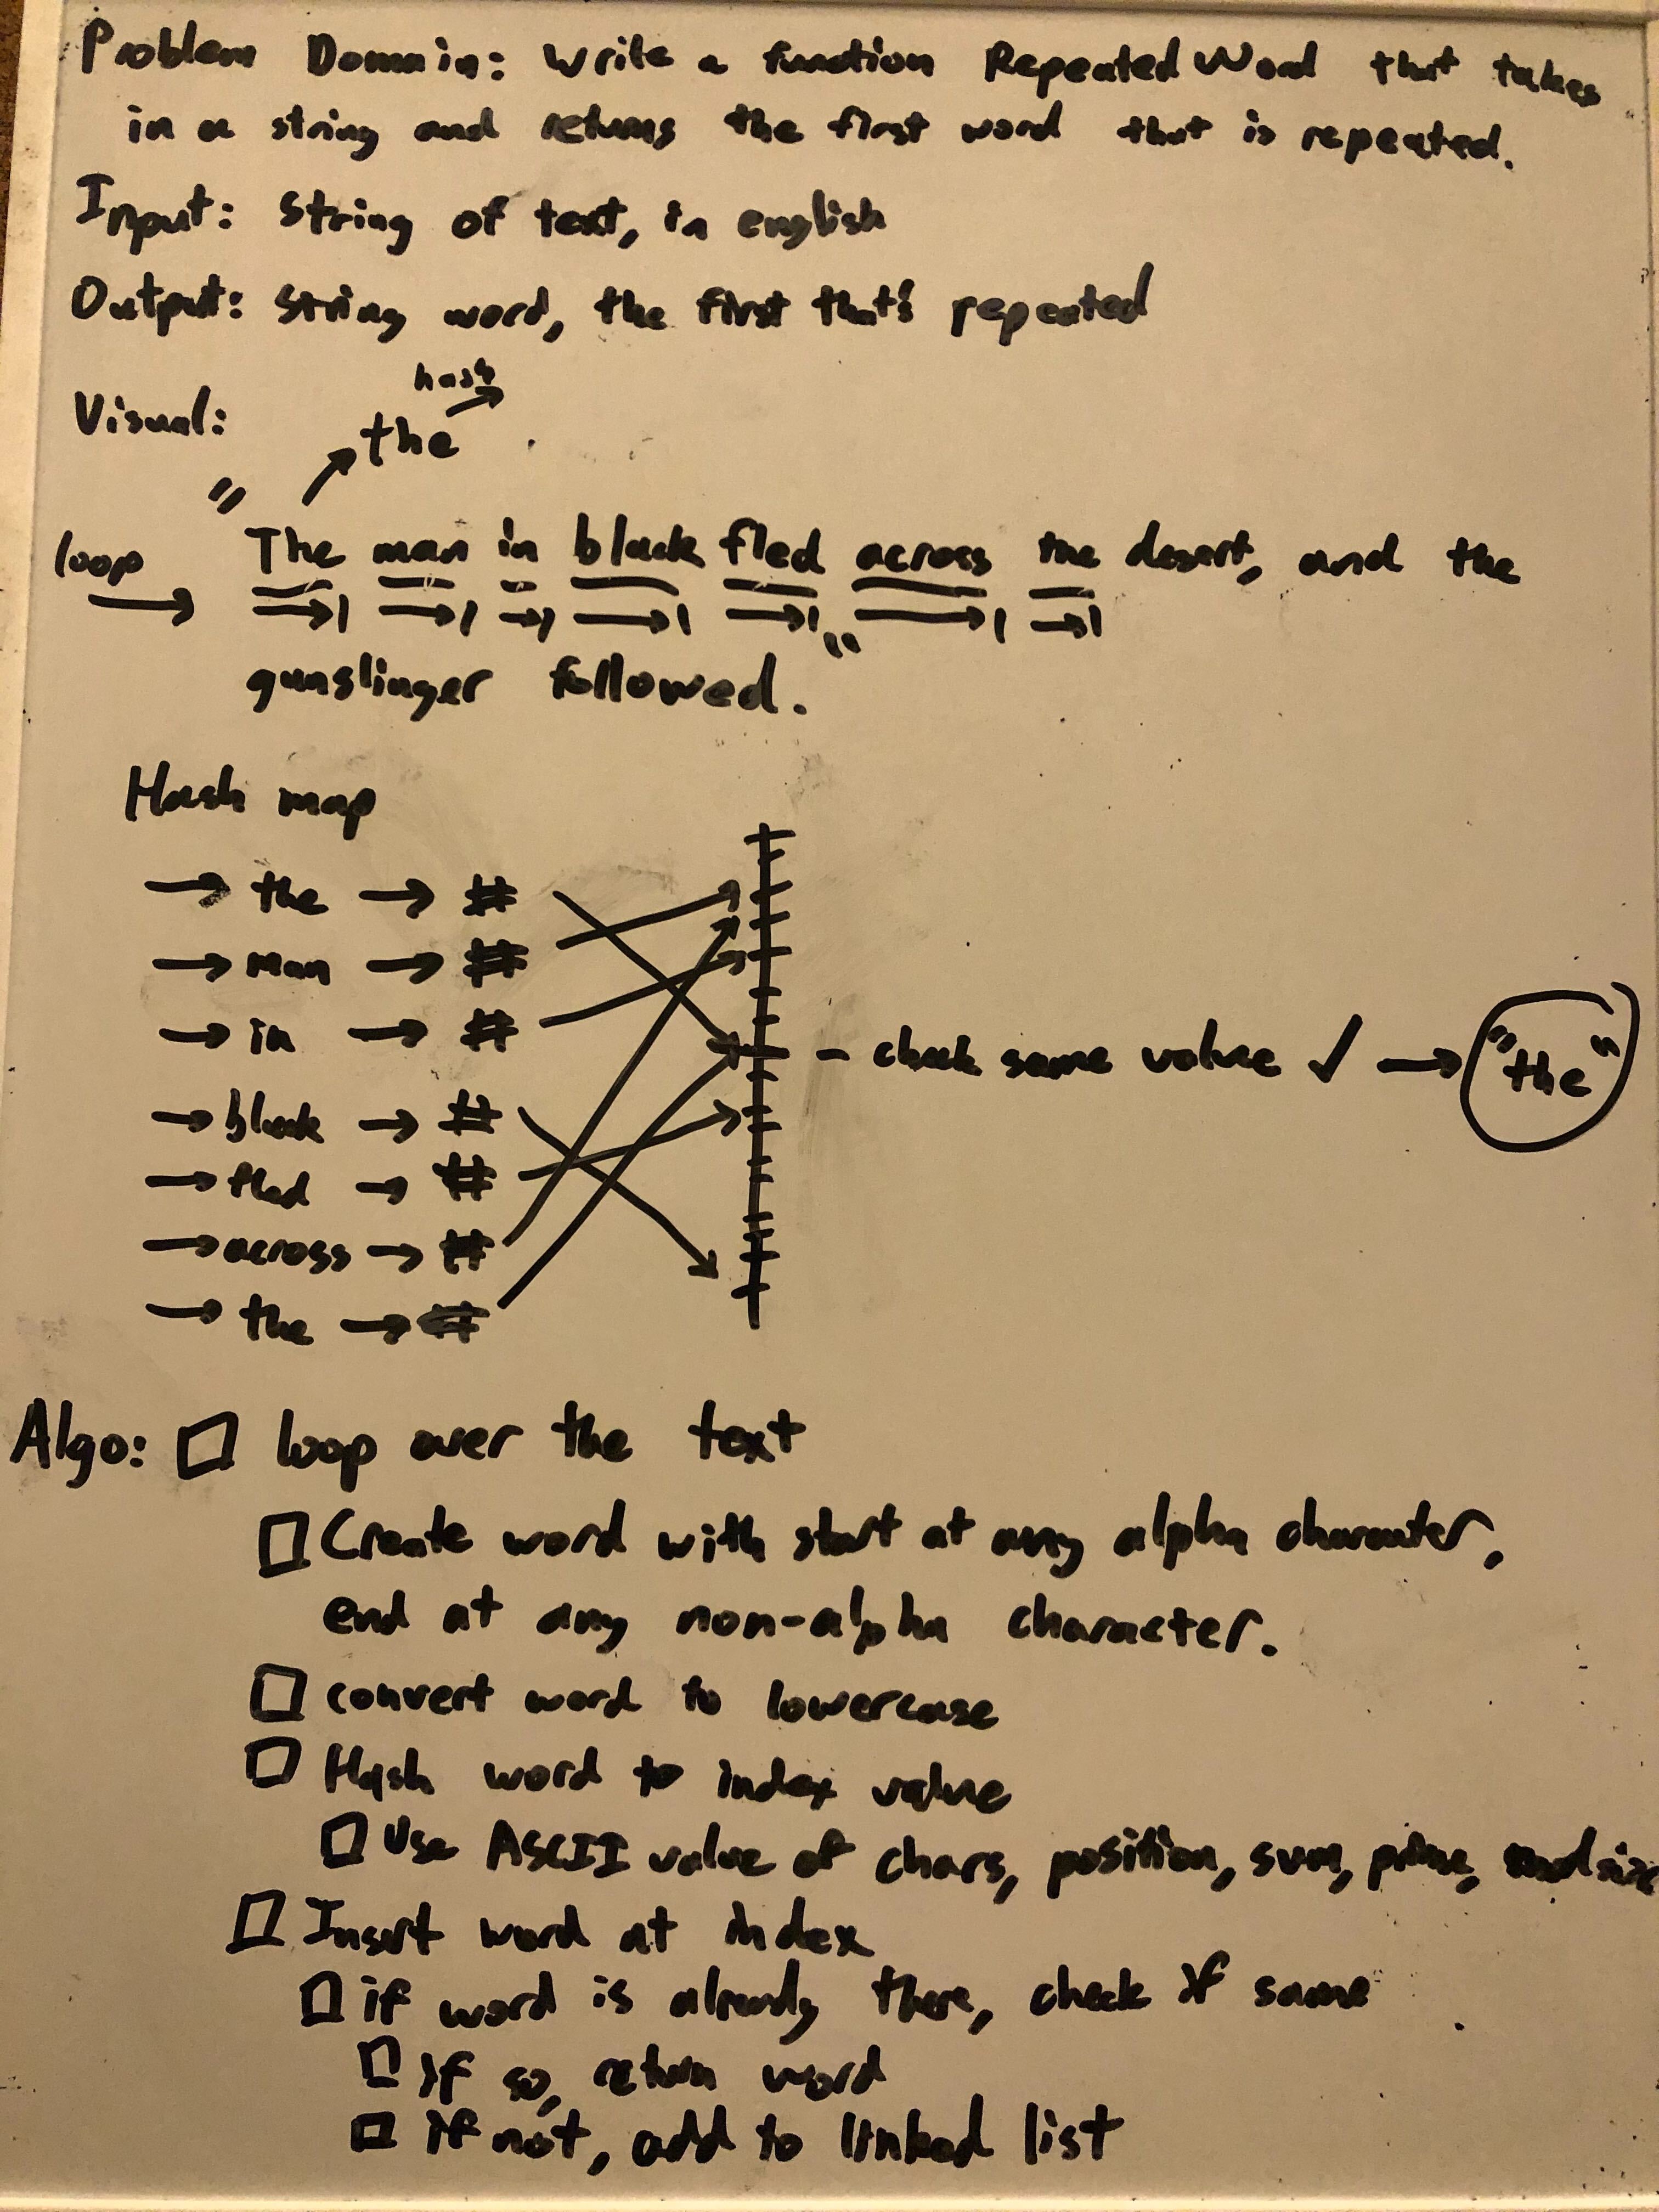 Problem Domain: Write a function Repeated Word that takes
in a string and returns the first word that is repeated.
Input: String of text, in english
Output: String word, the first that's repeated
hash
Visual: the
"
loop The man in black fled across the desert, and the
gunslinger followed."
Hash map
→ the → #
→ man → #
→ in → #
- check same value ✓ → "the"
→ black → #
→ fled → #
→ across → #
→ the → #
Algo: □ loop over the text
□ Create word with start at any alpha character,
end at any non-alpha character.
□ convert word to lowercase
□ Hash word to index value
□ Use ASCII value of chars, position, sum, prime, mod size
□ Insert word at index
□ if word is already there, check if same
□ if so, return word
□ if not, add to linked list